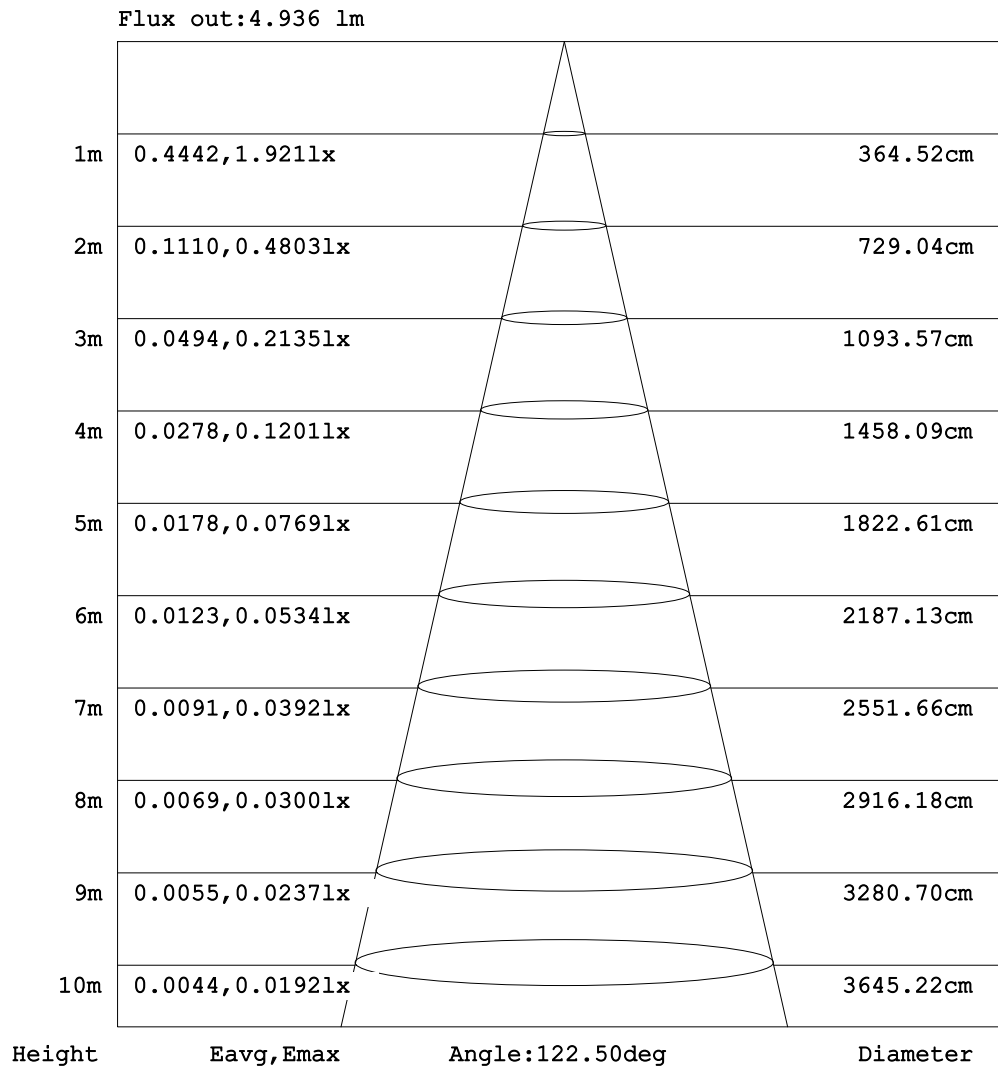 Flux out:4.936 lm
1m 0.4442,1.921lx 364.52cm
2m 0.1110,0.4803lx 729.04cm
3m 0.0494,0.2135lx 1093.57cm
4m 0.0278,0.1201lx 1458.09cm
5m 0.0178,0.0769lx 1822.61cm
6m 0.0123,0.0534lx 2187.13cm
7m 0.0091,0.0392lx 2551.66cm
8m 0.0069,0.0300lx 2916.18cm
9m 0.0055,0.0237lx 3280.70cm
10m 0.0044,0.0192lx 3645.22cm
Height Eavg,Emax Angle:122.50deg Diameter